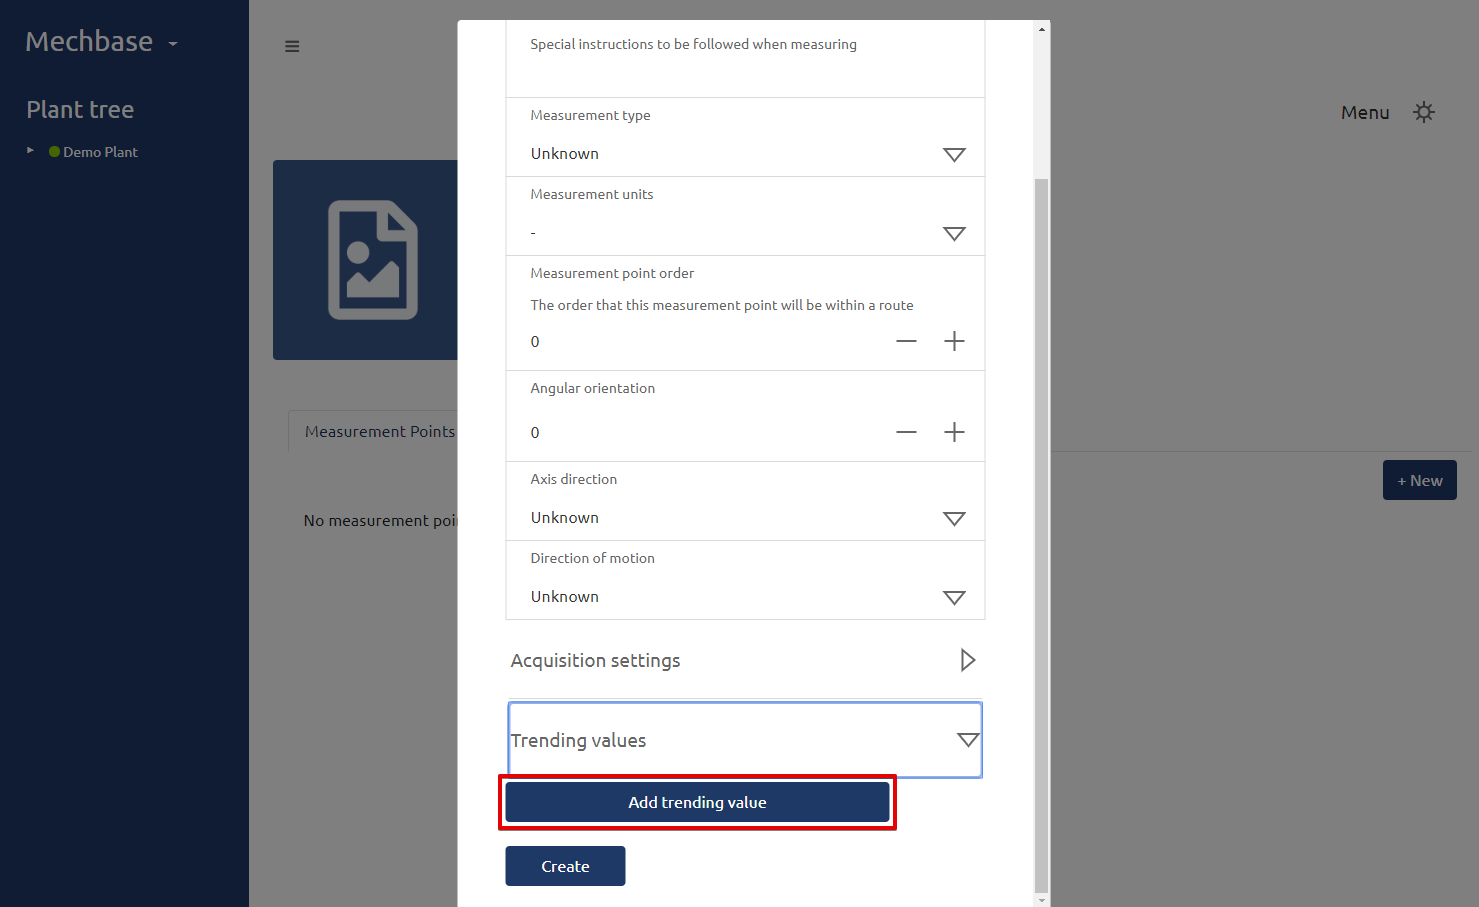 Mechbase
Plant tree
Demo Plant
Menu
Measurement Points
+ New
No measurement poi
Special instructions to be followed when measuring
Measurement type
Unknown
Measurement units
-
Measurement point order
The order that this measurement point will be within a route
0
Angular orientation
0
Axis direction
Unknown
Direction of motion
Unknown
Acquisition settings
Trending values
Add trending value
Create